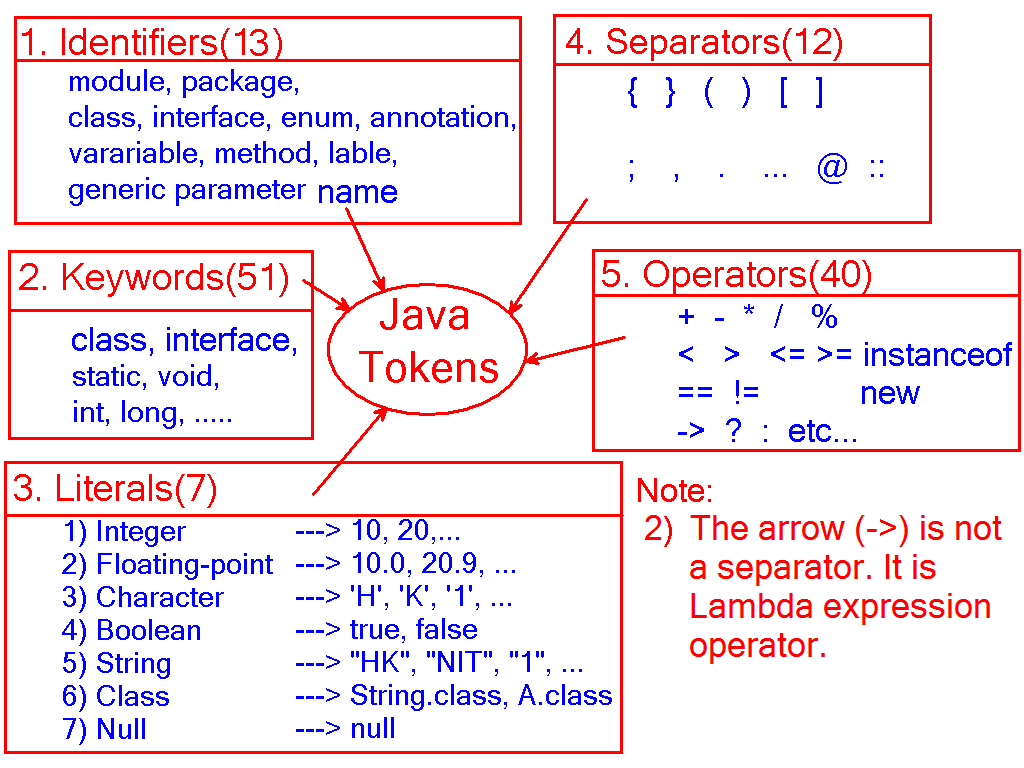 1. Identifiers(13)
module, package,
class, interface, enum, annotation,
varariable, method, lable,
generic parameter name
2. Keywords(51)
class, interface,
static, void,
int, long, .....
3. Literals(7)
1) Integer ---> 10, 20,...
2) Floating-point ---> 10.0, 20.9, ...
3) Character ---> 'H', 'K', '1', ...
4) Boolean ---> true, false
5) String ---> "HK", "NIT", "1", ...
6) Class ---> String.class, A.class
7) Null ---> null
Java
Tokens
4. Separators(12)
{ } ( ) [ ]
; , . ... @ ::
5. Operators(40)
+ - * / %
< > <= >= instanceof
== != new
-> ? : etc...
Note:
2) The arrow (->) is not
a separator. It is
Lambda expression
operator.